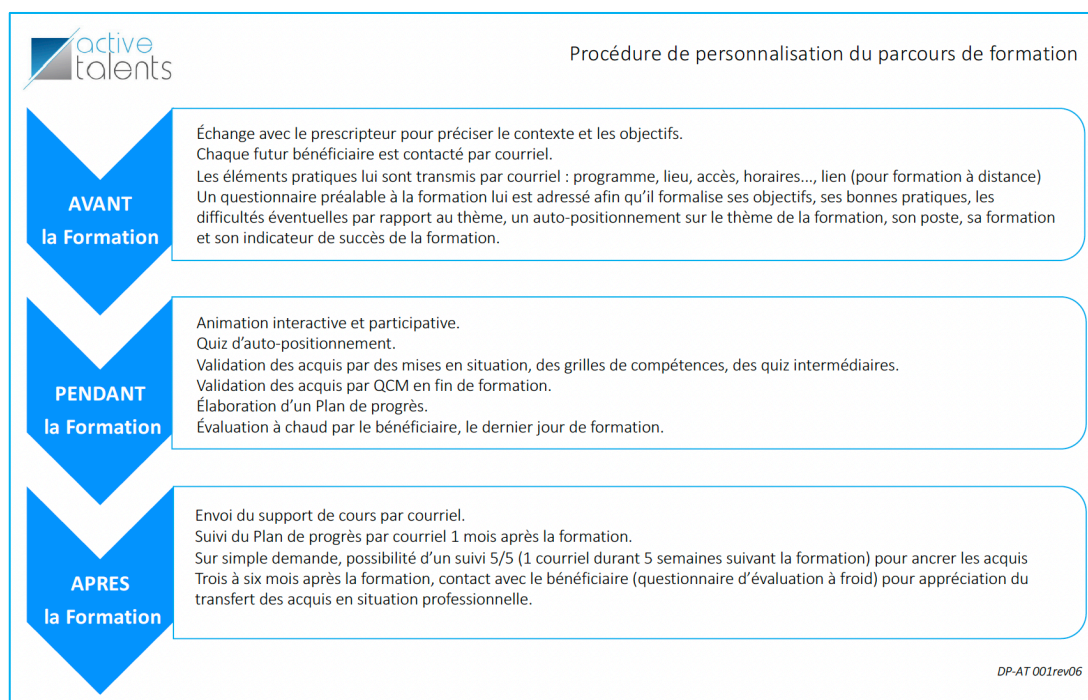 active
talents
Procédure de personnalisation du parcours de formation
AVANT
la Formation
Échange avec le prescripteur pour préciser le contexte et les objectifs.
Chaque futur bénéficiaire est contacté par courriel.
Les éléments pratiques lui sont transmis par courriel : programme, lieu, accès, horaires..., lien (pour formation à distance)
Un questionnaire préalable à la formation lui est adressé afin qu'il formalise ses objectifs, ses bonnes pratiques, les
difficultés éventuelles par rapport au thème, un auto-positionnement sur le thème de la formation, son poste, sa formation
et son indicateur de succès de la formation.
PENDANT
la Formation
Animation interactive et participative.
Quiz d'auto-positionnement.
Validation des acquis par des mises en situation, des grilles de compétences, des quiz intermédiaires.
Validation des acquis par QCM en fin de formation.
Élaboration d'un Plan de progrès.
Évaluation à chaud par le bénéficiaire, le dernier jour de formation.
APRES
la Formation
Envoi du support de cours par courriel.
Suivi du Plan de progrès par courriel 1 mois après la formation.
Sur simple demande, possibilité d'un suivi 5/5 (1 courriel durant 5 semaines suivant la formation) pour ancrer les acquis
Trois à six mois après la formation, contact avec le bénéficiaire (questionnaire d'évaluation à froid) pour appréciation du
transfert des acquis en situation professionnelle.
DP-AT 001rev06